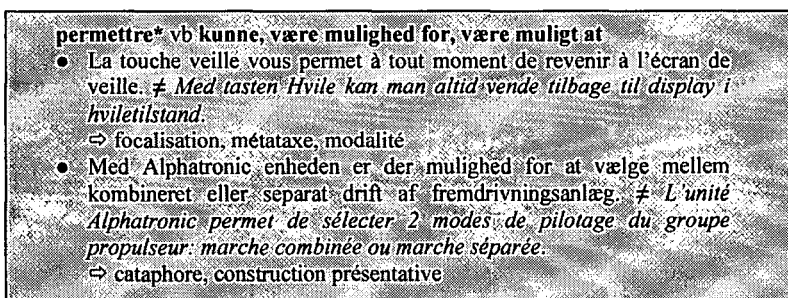 permettre* vb kunne, være mulighed for, være muligt at
● La touche veille vous permet à tout moment de revenir à l'écran de
veille. ≠ Med tasten Hvile kan man altid vende tilbage til display i
hviletilstand.
⇨ focalisation, métataxe, modalité
● Med Alphatronic enheden er der mulighed for at vælge mellem
kombineret eller separat drift af fremdrivningsanlæg. ≠ L'unité
Alphatronic permet de sélecter 2 modes de pilotage du groupe
propulseur: marche combinée ou marche séparée.
⇨ cataphore, construction présentative